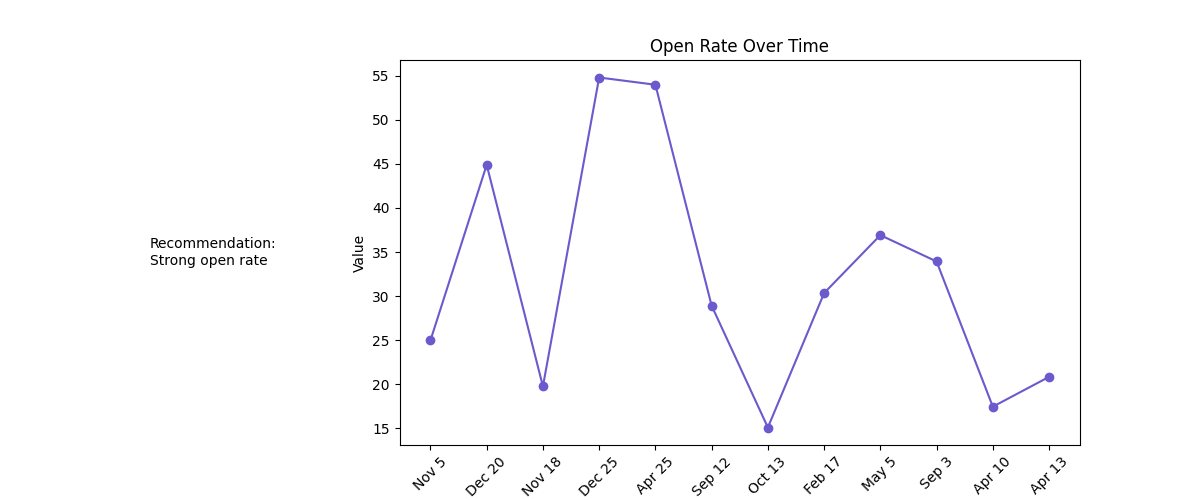 Open Rate Over Time
Recommendation:
Strong open rate
Value
55
50
45
40
35
30
25
20
15
Nov 5
Dec 20
Nov 18
Dec 25
Apr 25
Sep 12
Oct 13
Feb 17
May 5
Sep 3
Apr 10
Apr 13